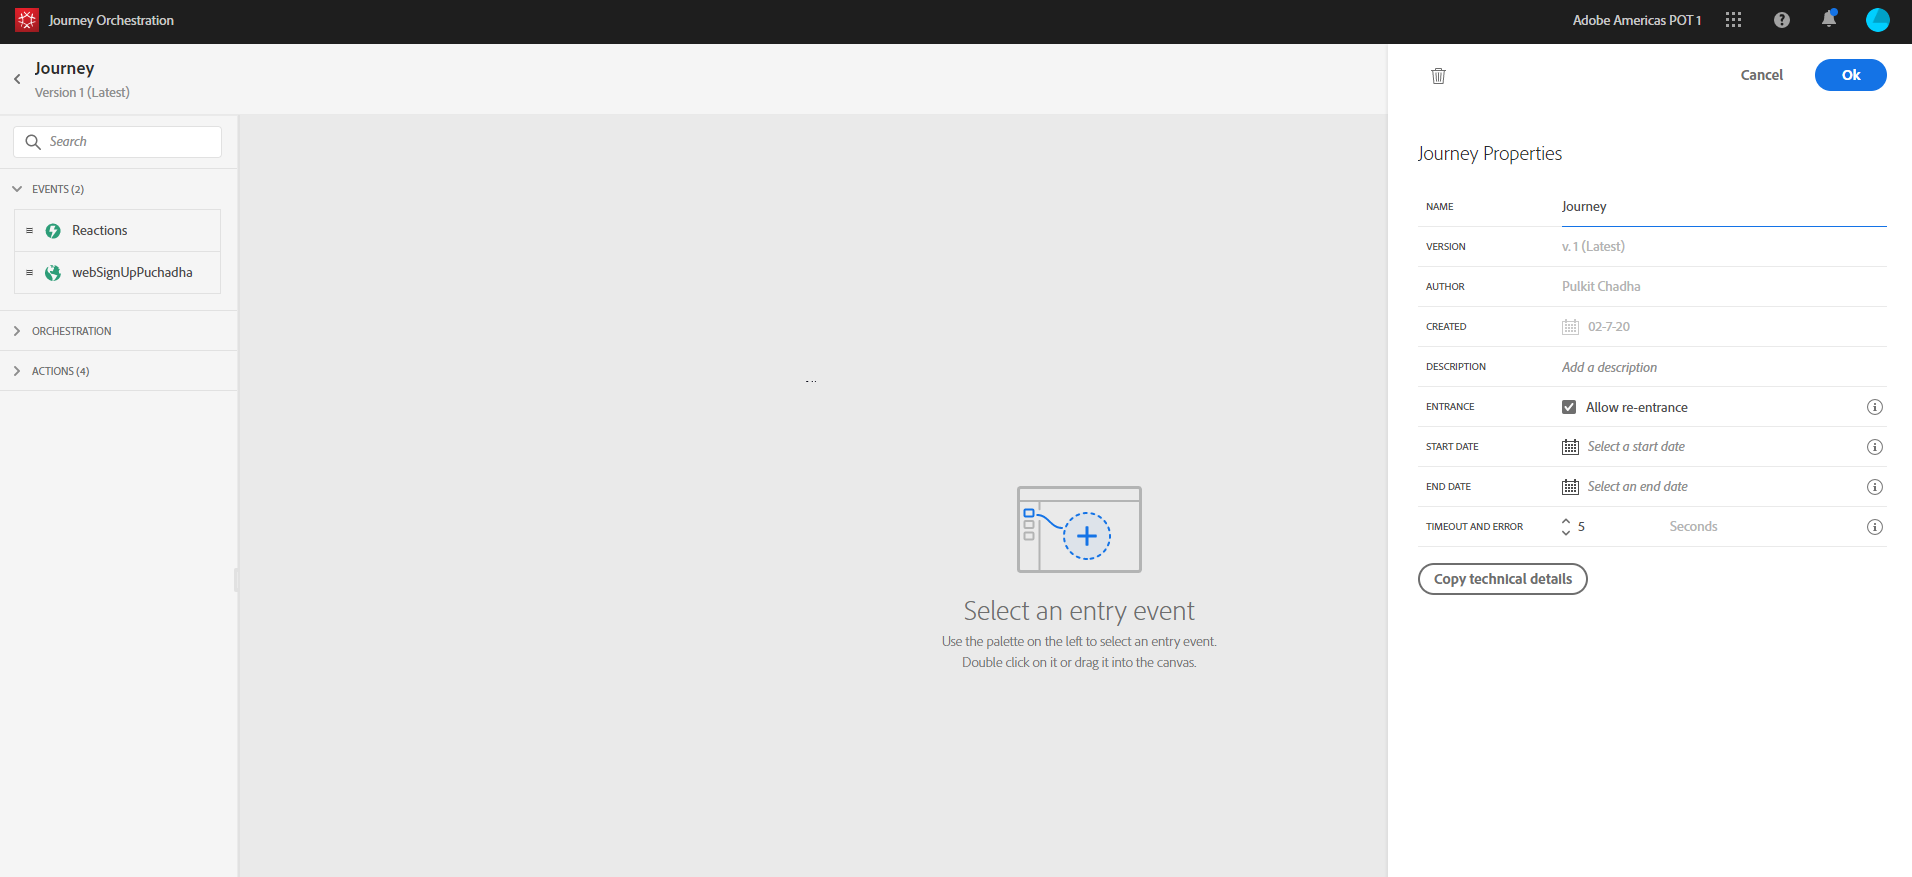 Journey Orchestration
Adobe Americas POT 1
Journey
Version 1 (Latest)
Cancel
Ok
Search
EVENTS (2)
Reactions
webSignUpPuchadha
ORCHESTRATION
ACTIONS (4)
Select an entry event
Use the palette on the left to select an entry event.
Double click on it or drag it into the canvas.
Journey Properties
NAME Journey
VERSION v. 1 (Latest)
AUTHOR Pulkit Chadha
CREATED 02-7-20
DESCRIPTION Add a description
ENTRANCE Allow re-entrance
START DATE Select a start date
END DATE Select an end date
TIMEOUT AND ERROR 5 Seconds
Copy technical details